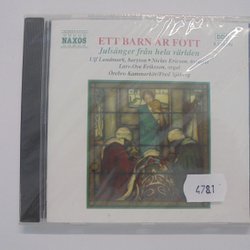 NAXOS
ETT BARN ÄR FÖTT
Julsånger från hela världen
Ulf Lundmark, baryton • Niclas Ericson,
Lars-Ove Eriksson, orgel
Örebro Kammarkör/Fred Sjöberg
4781